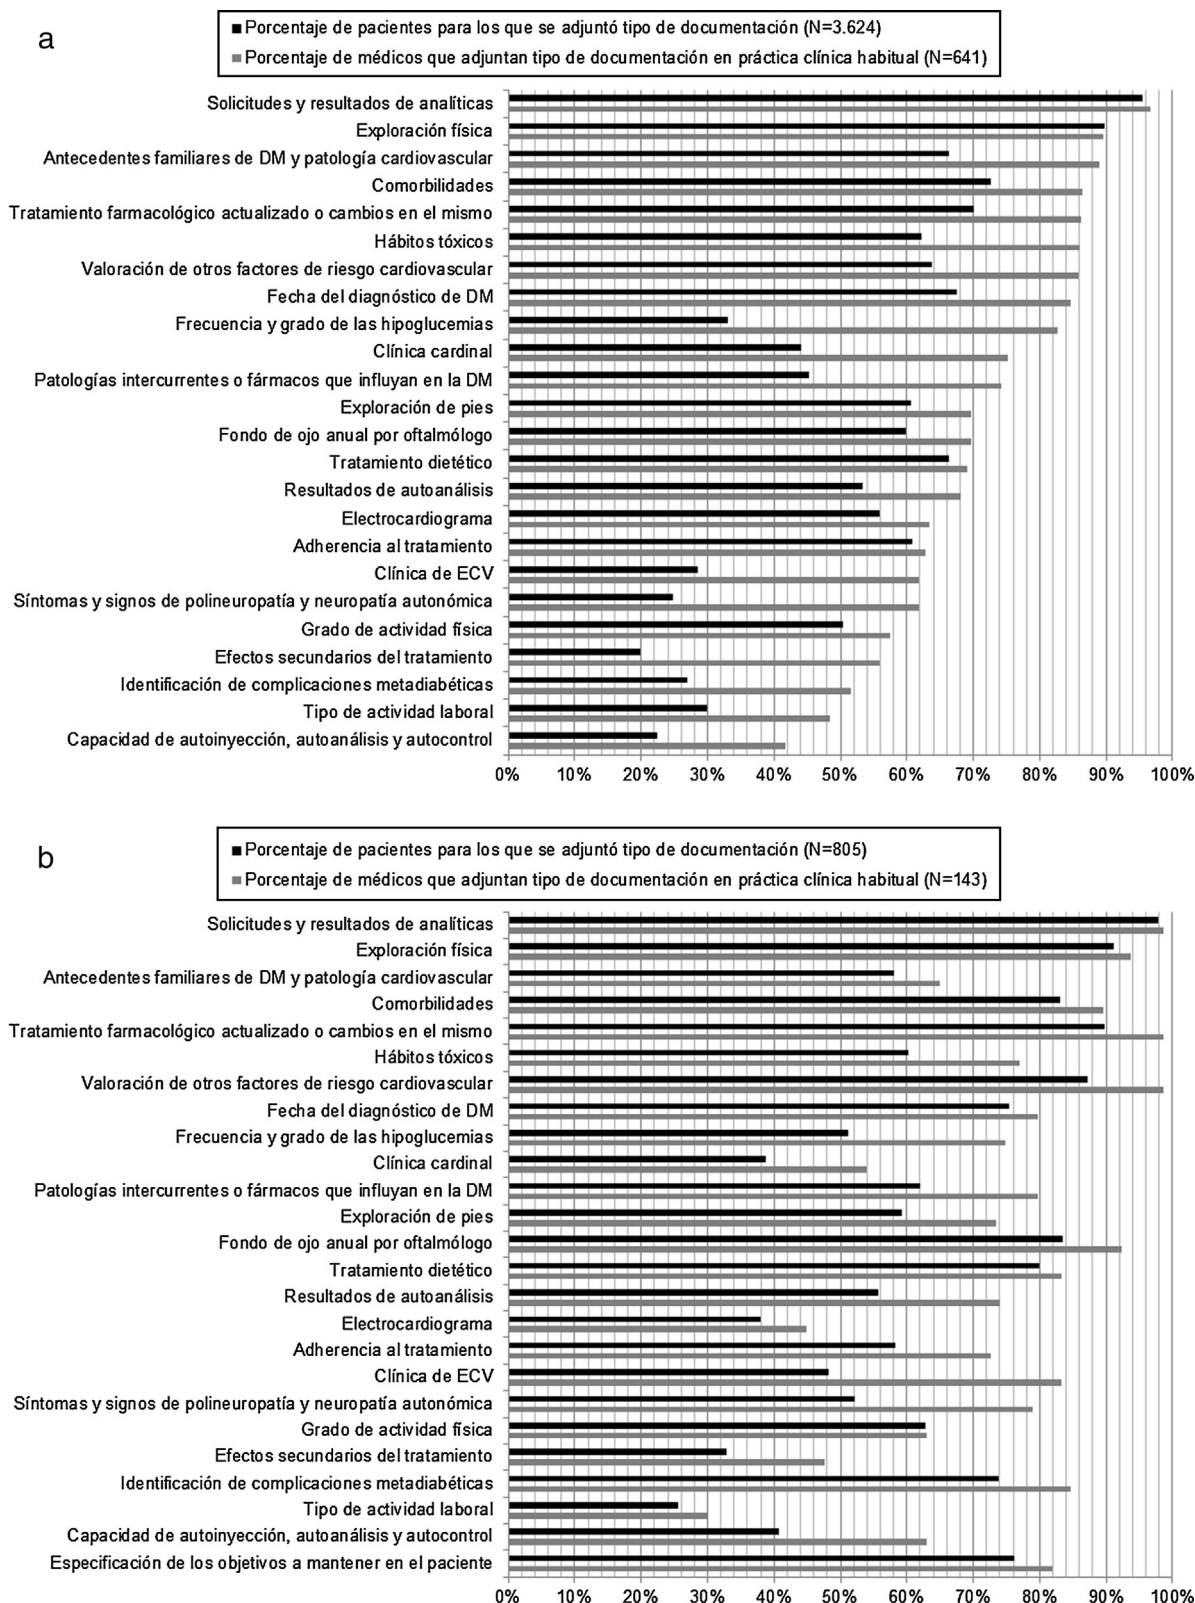 a
Porcentaje de pacientes para los que se adjuntó tipo de documentación (N=3.624)
Porcentaje de médicos que adjuntan tipo de documentación en práctica clínica habitual (N=641)
Solicitudes y resultados de analíticas
Exploración física
Antecedentes familiares de DM y patología cardiovascular
Comorbilidades
Tratamiento farmacológico actualizado o cambios en el mismo
Hábitos tóxicos
Valoración de otros factores de riesgo cardiovascular
Fecha del diagnóstico de DM
Frecuencia y grado de las hipoglucemias
Clínica cardinal
Patologías intercurrentes o fármacos que influyan en la DM
Exploración de pies
Fondo de ojo anual por oftalmólogo
Tratamiento dietético
Resultados de autoanálisis
Electrocardiograma
Adherencia al tratamiento
Clínica de ECV
Síntomas y signos de polineuropatía y neuropatía autonómica
Grado de actividad física
Efectos secundarios del tratamiento
Identificación de complicaciones metadiabéticas
Tipo de actividad laboral
Capacidad de autoinyección, autoanálisis y autocontrol
0% 10% 20% 30% 40% 50% 60% 70% 80% 90% 100%
b
Porcentaje de pacientes para los que se adjuntó tipo de documentación (N=805)
Porcentaje de médicos que adjuntan tipo de documentación en práctica clínica habitual (N=143)
Solicitudes y resultados de analíticas
Exploración física
Antecedentes familiares de DM y patología cardiovascular
Comorbilidades
Tratamiento farmacológico actualizado o cambios en el mismo
Hábitos tóxicos
Valoración de otros factores de riesgo cardiovascular
Fecha del diagnóstico de DM
Frecuencia y grado de las hipoglucemias
Clínica cardinal
Patologías intercurrentes o fármacos que influyan en la DM
Exploración de pies
Fondo de ojo anual por oftalmólogo
Tratamiento dietético
Resultados de autoanálisis
Electrocardiograma
Adherencia al tratamiento
Clínica de ECV
Síntomas y signos de polineuropatía y neuropatía autonómica
Grado de actividad física
Efectos secundarios del tratamiento
Identificación de complicaciones metadiabéticas
Tipo de actividad laboral
Capacidad de autoinyección, autoanálisis y autocontrol
Especificación de los objetivos a mantener en el paciente
0% 10% 20% 30% 40% 50% 60% 70% 80% 90% 100%